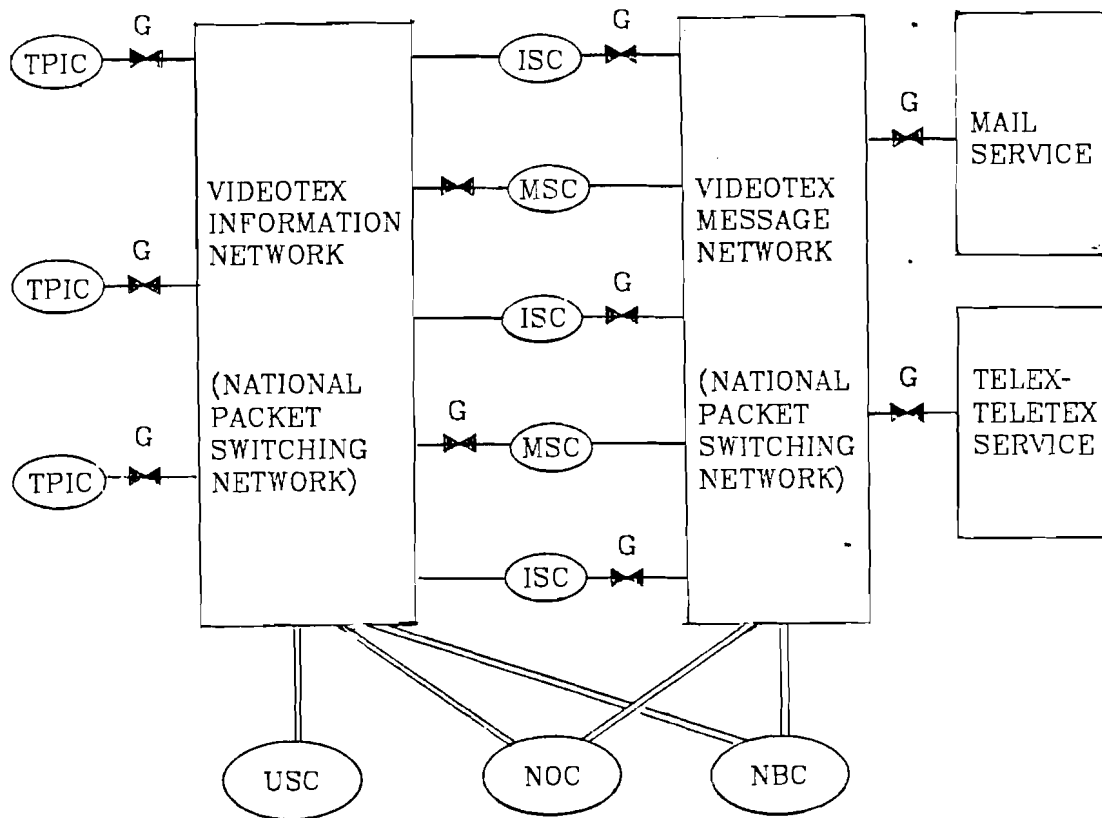 G
TPIC
G
TPIC
G
TPIC
VIDEOTEX
INFORMATION
NETWORK
(NATIONAL
PACKET
SWITCHING
NETWORK)
G
ISC
MSC
G
ISC
G
MSC
G
ISC
VIDEOTEX
MESSAGE
NETWORK
(NATIONAL
PACKET
SWITCHING
NETWORK)
G
MAIL
SERVICE
G
TELEX-
TELETEX
SERVICE
USC
NOC
NBC